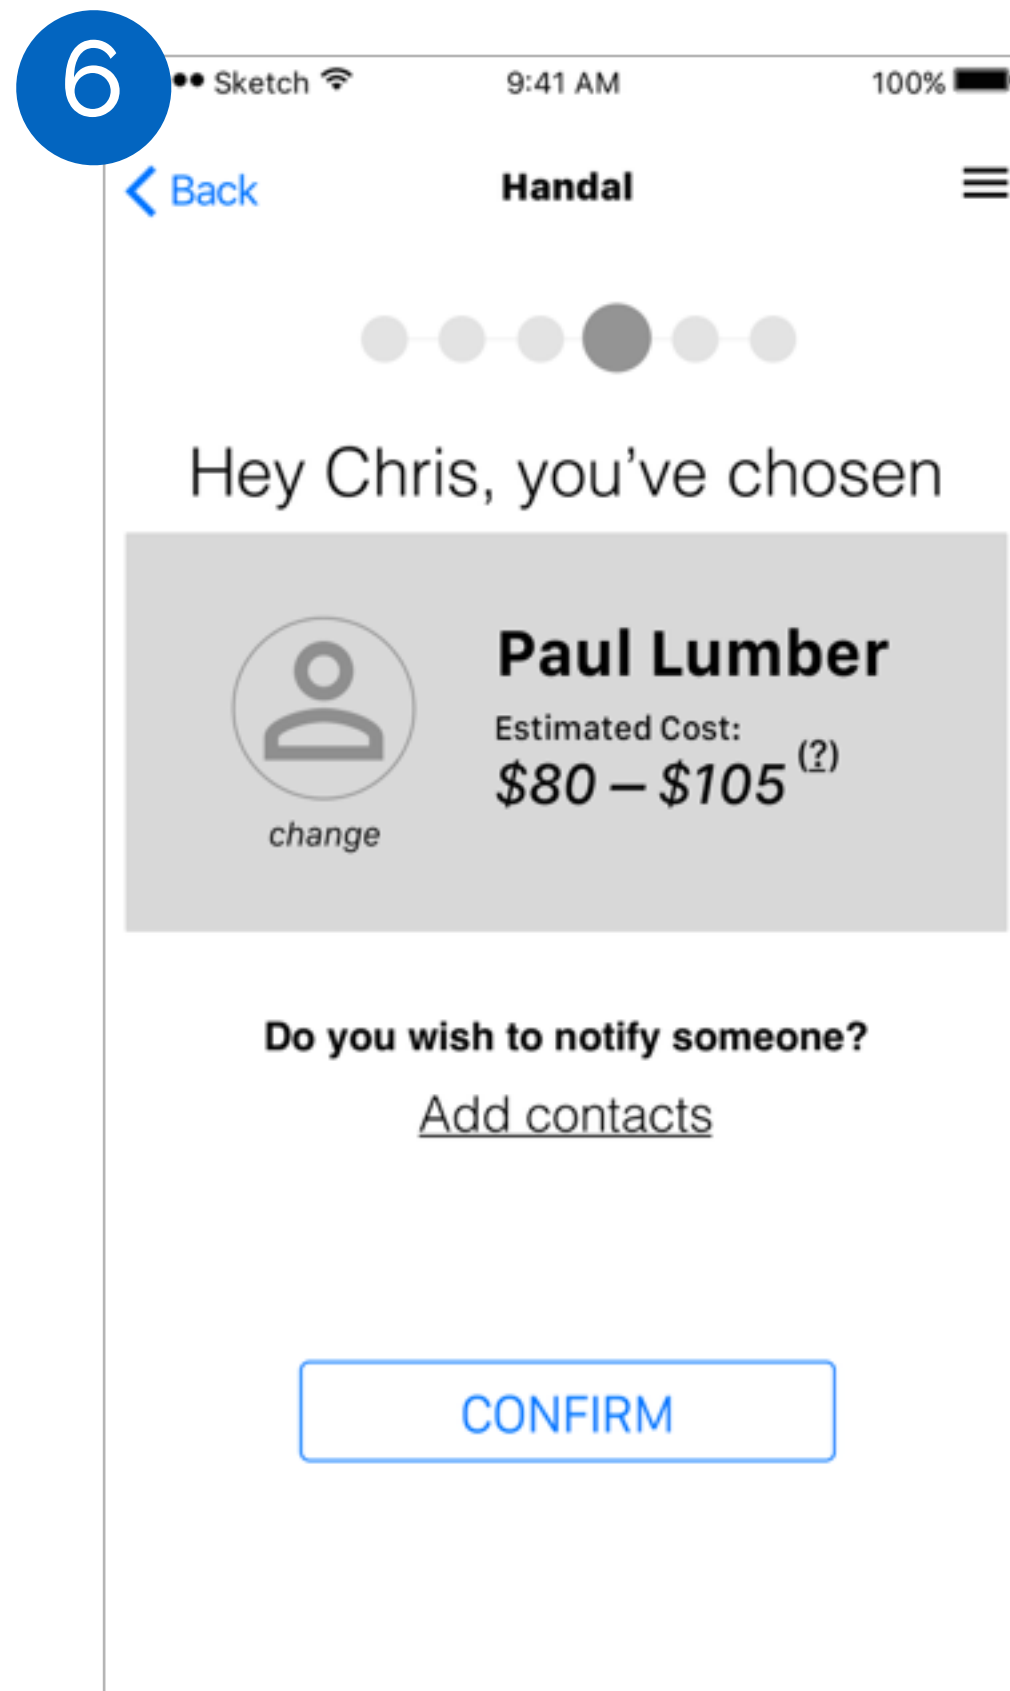 6
Sketch 9:41 AM 100%
Back Handal
Hey Chris, you’ve chosen
Paul Lumber
Estimated Cost:
$80 – $105 (?)
change
Do you wish to notify someone?
Add contacts
CONFIRM